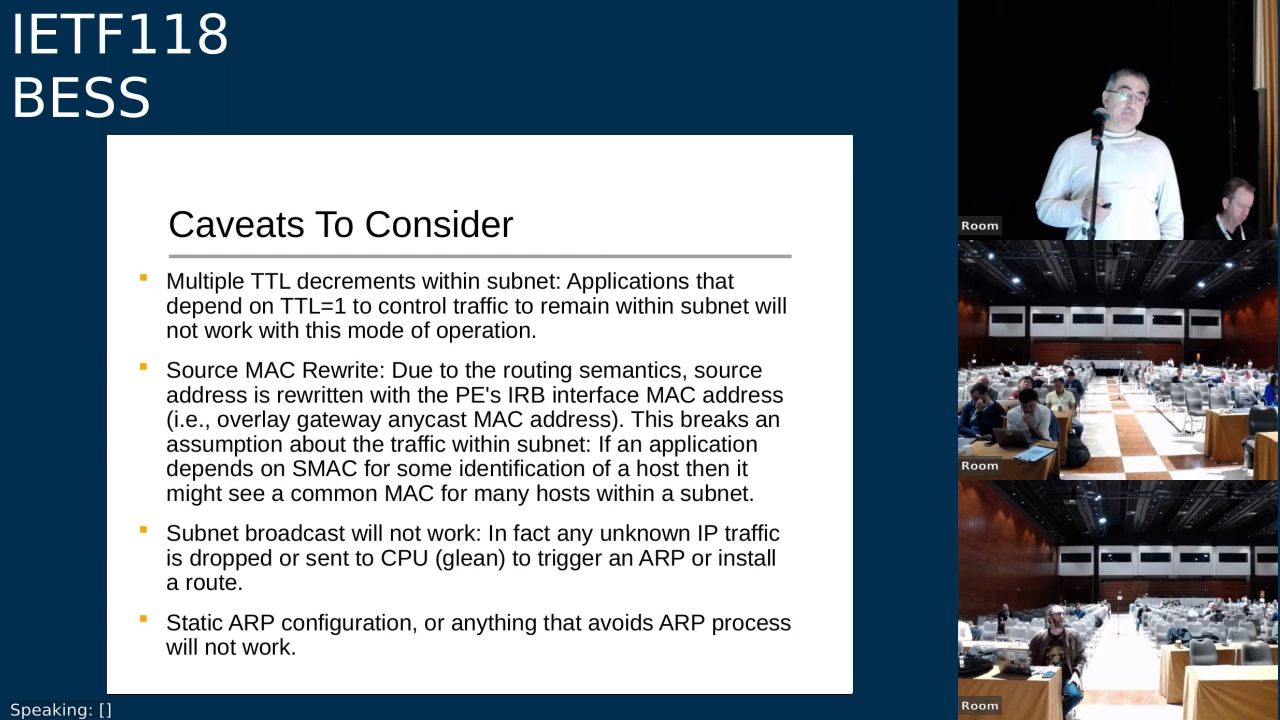 IETF118
BESS
Caveats To Consider
Multiple TTL decrements within subnet: Applications that
depend on TTL=1 to control traffic to remain within subnet will
not work with this mode of operation.
Source MAC Rewrite: Due to the routing semantics, source
address is rewritten with the PE's IRB interface MAC address
(i.e., overlay gateway anycast MAC address). This breaks an
assumption about the traffic within subnet: If an application
depends on SMAC for some identification of a host then it
might see a common MAC for many hosts within a subnet.
Subnet broadcast will not work: In fact any unknown IP traffic
is dropped or sent to CPU (glean) to trigger an ARP or install
a route.
Static ARP configuration, or anything that avoids ARP process
will not work.
Speaking: []
Room
Room
Room